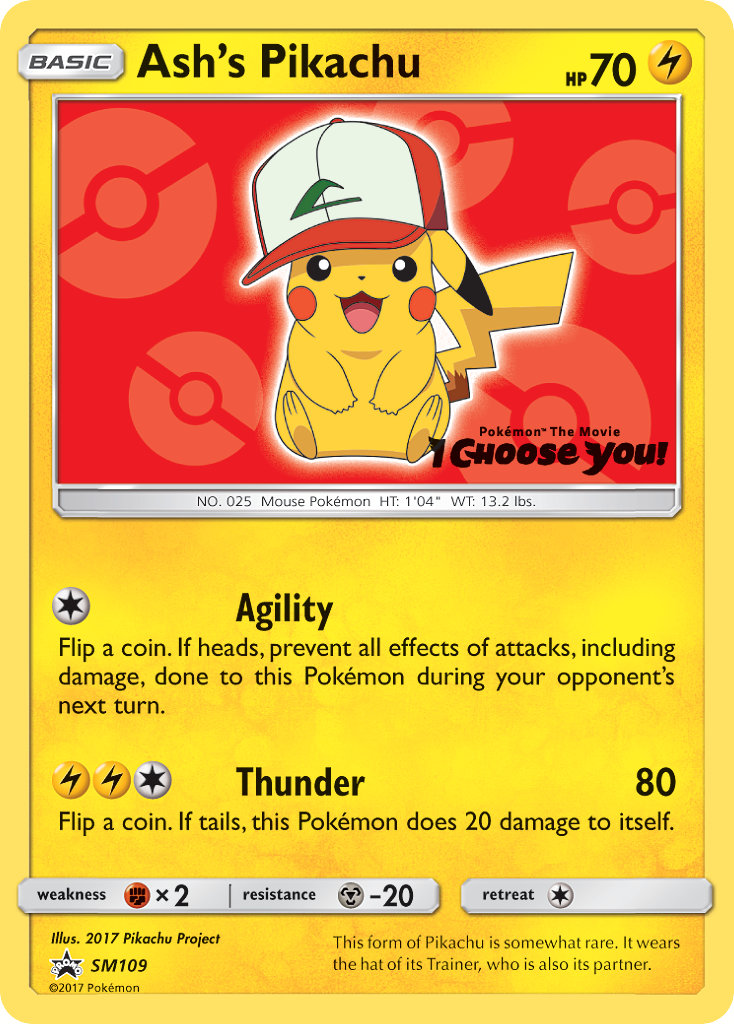 BASIC
Ash's Pikachu
HP 70
Pokémon™ The Movie
I Choose You!
NO. 025 Mouse Pokémon HT: 1'04" WT: 13.2 lbs.
Agility
Flip a coin. If heads, prevent all effects of attacks, including
damage, done to this Pokémon during your opponent's
next turn.
Thunder 80
Flip a coin. If tails, this Pokémon does 20 damage to itself.
weakness ×2 resistance -20 retreat
Illus. 2017 Pikachu Project
PROMO
SM109
©2017 Pokémon
This form of Pikachu is somewhat rare. It wears
the hat of its Trainer, who is also its partner.